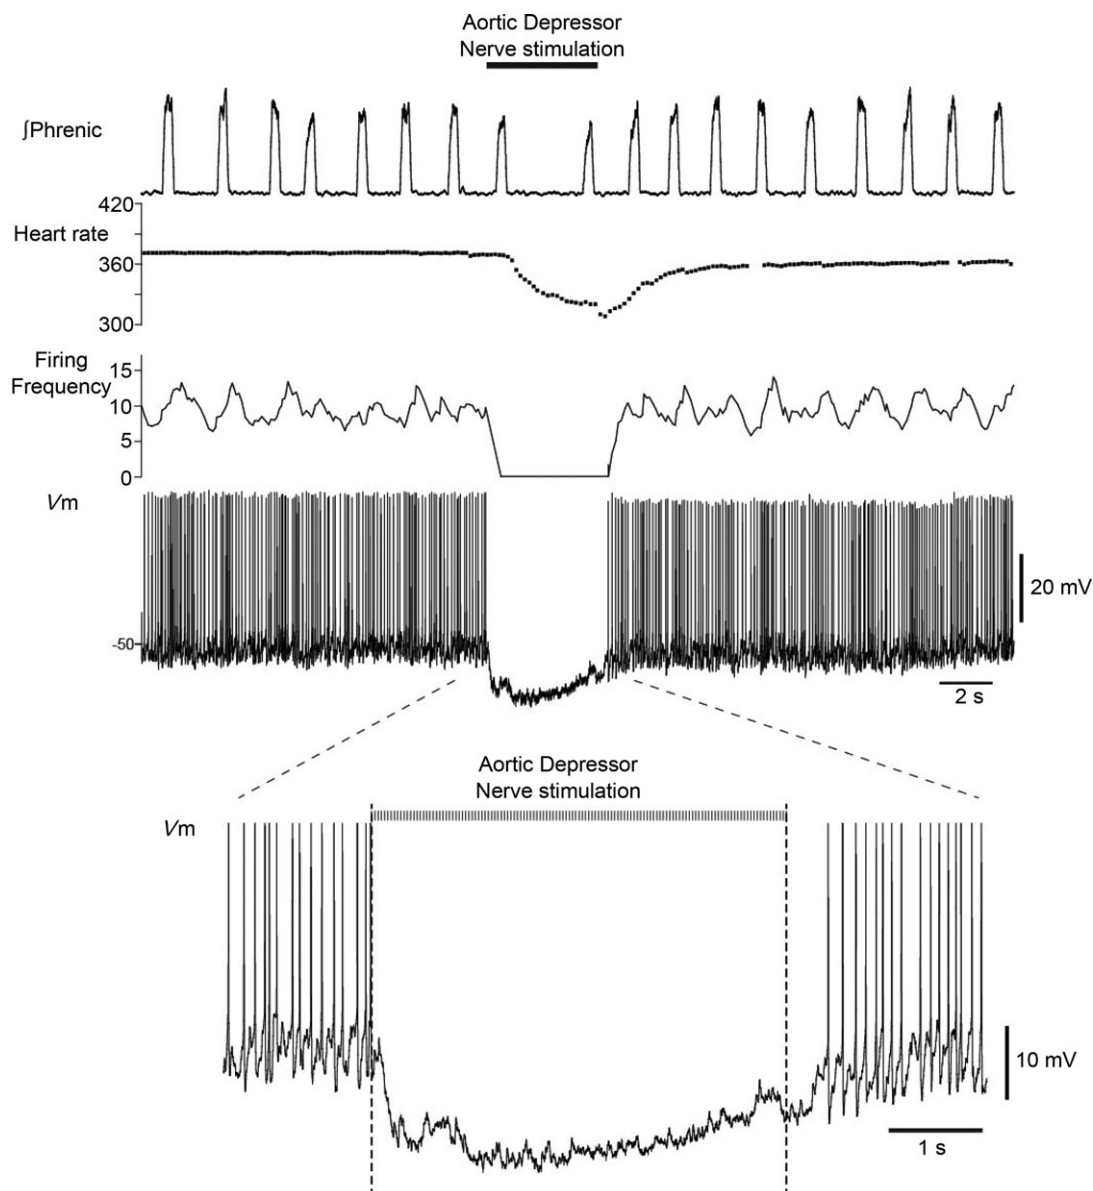 Aortic Depressor
Nerve stimulation
∫Phrenic
420
Heart rate
360
300
Firing
Frequency
15
10
5
0
Vm
20 mV
-50
2 s
Aortic Depressor
Nerve stimulation
Vm
10 mV
1 s